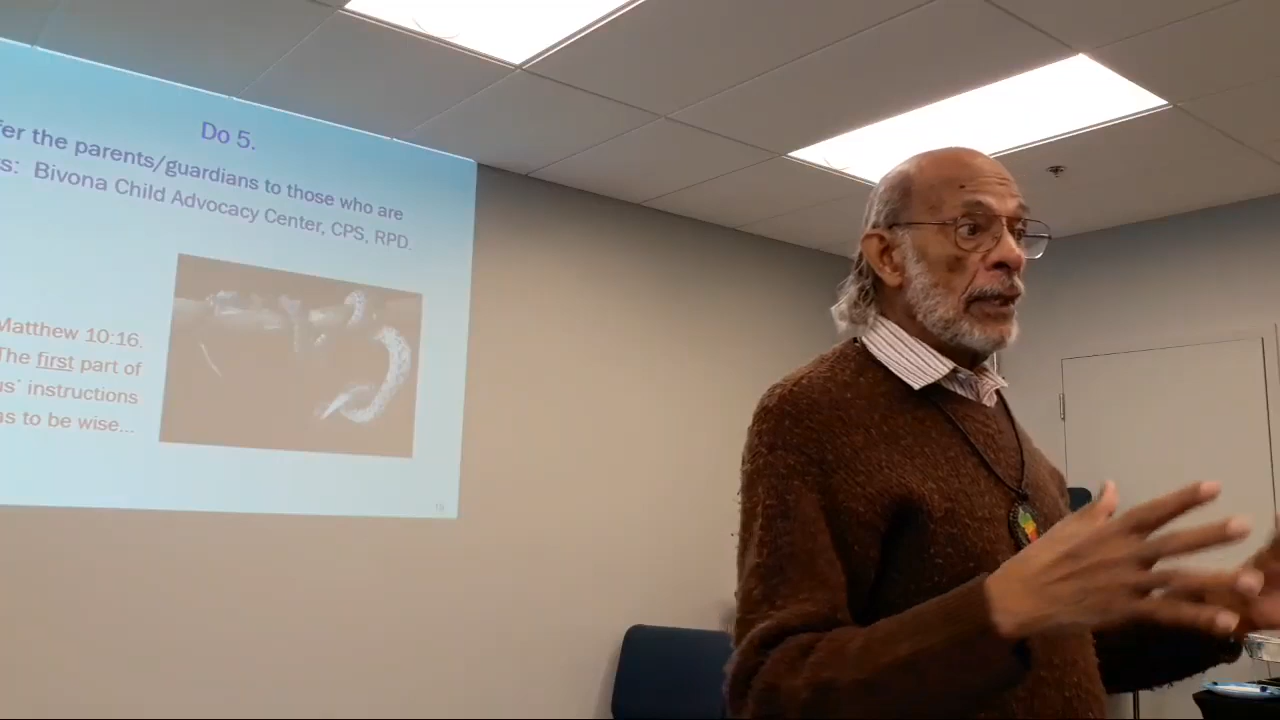 Do 5.
fer the parents/guardians to those who are
s: Bivona Child Advocacy Center, CPS, RPD.
Matthew 10:16.
The first part of
us' instructions
as to be wise...